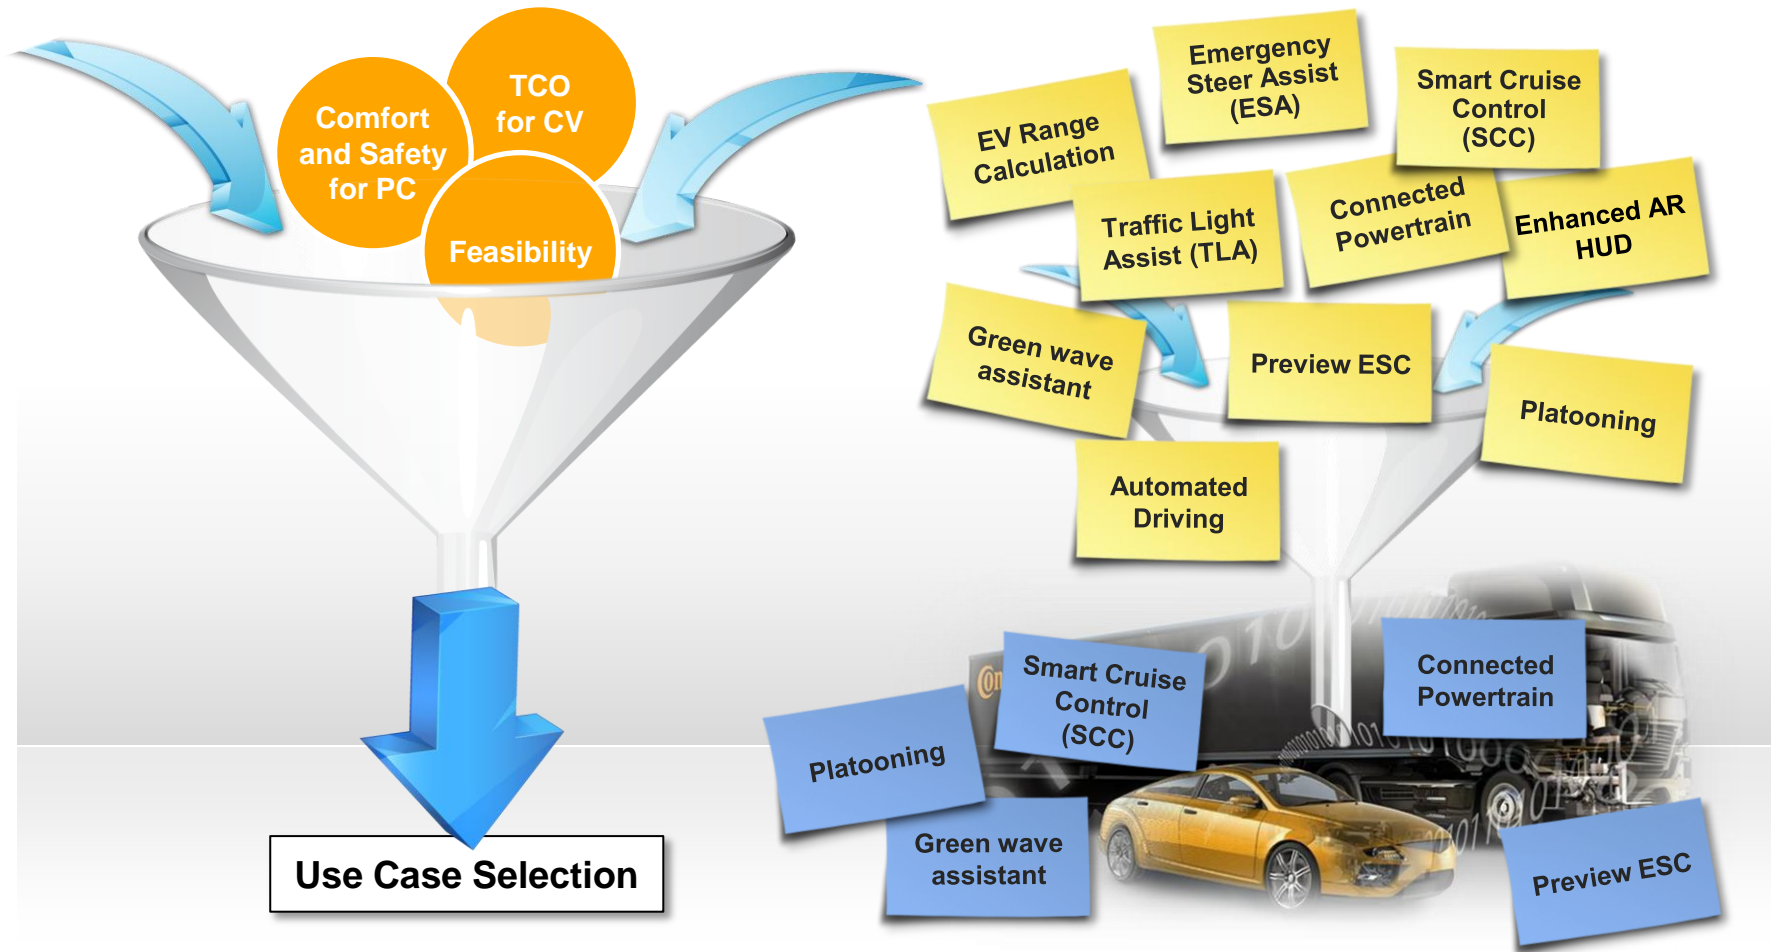 TCO
for CV
Comfort
and Safety
for PC
Feasibility
Use Case Selection
Emergency
Steer Assist
(ESA)
Smart Cruise
Control
(SCC)
EV Range
Calculation
Traffic Light
Assist (TLA)
Connected
Powertrain
Enhanced AR
HUD
Green wave
assistant
Preview ESC
Platooning
Automated
Driving
Smart Cruise
Control
(SCC)
Connected
Powertrain
Platooning
Green wave
assistant
Preview ESC